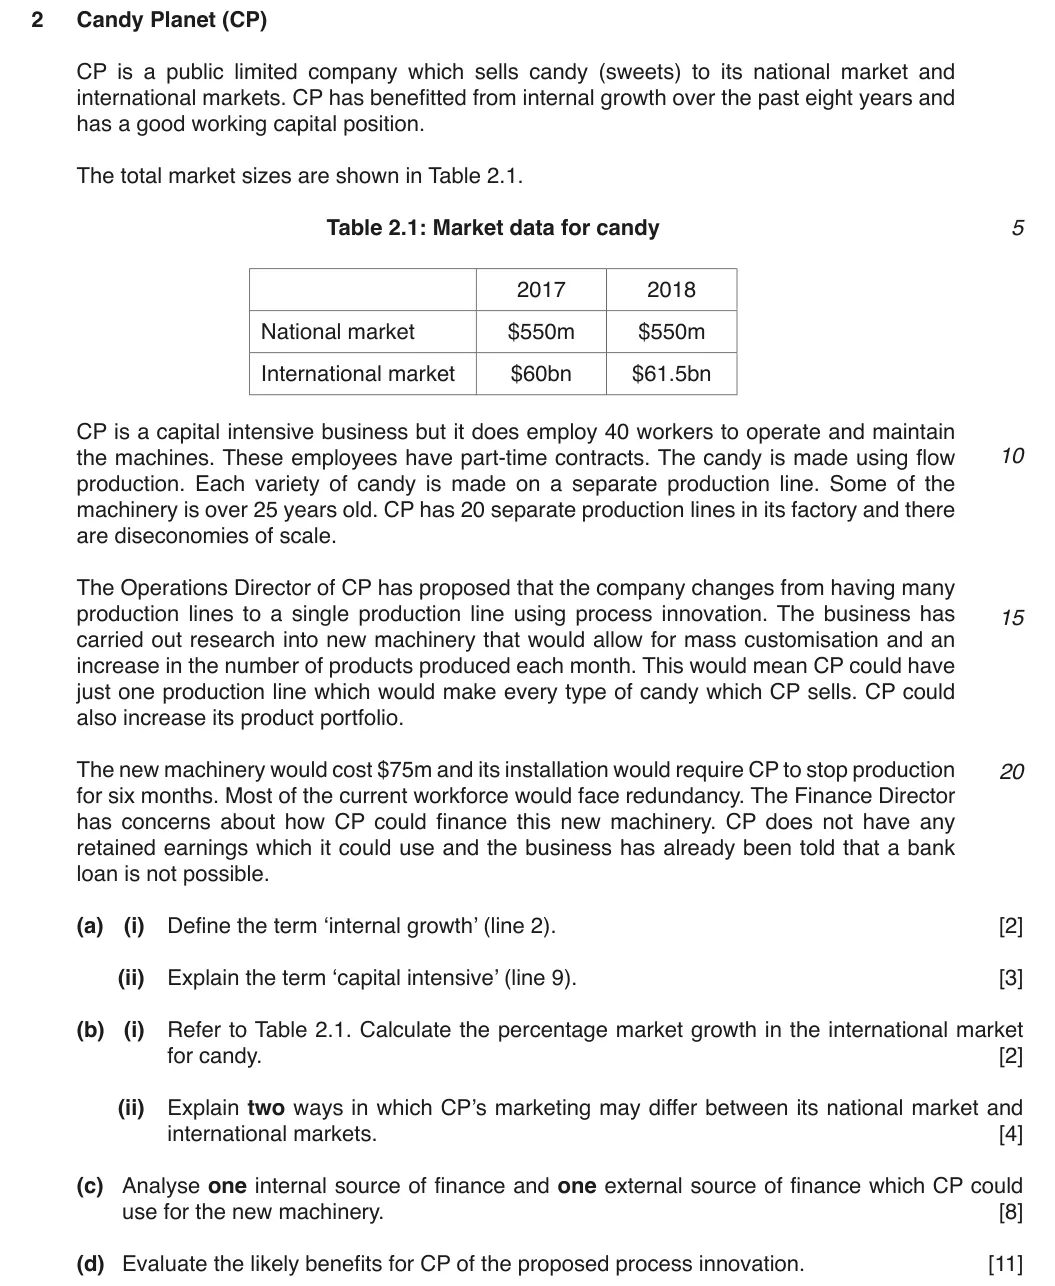 2 Candy Planet (CP)
CP is a public limited company which sells candy (sweets) to its national market and
international markets. CP has benefitted from internal growth over the past eight years and
has a good working capital position.
The total market sizes are shown in Table 2.1.
Table 2.1: Market data for candy 5
2017 2018
National market $550m $550m
International market $60bn $61.5bn
CP is a capital intensive business but it does employ 40 workers to operate and maintain
the machines. These employees have part-time contracts. The candy is made using flow 10
production. Each variety of candy is made on a separate production line. Some of the
machinery is over 25 years old. CP has 20 separate production lines in its factory and there
are diseconomies of scale.
The Operations Director of CP has proposed that the company changes from having many
production lines to a single production line using process innovation. The business has 15
carried out research into new machinery that would allow for mass customisation and an
increase in the number of products produced each month. This would mean CP could have
just one production line which would make every type of candy which CP sells. CP could
also increase its product portfolio.
The new machinery would cost $75m and its installation would require CP to stop production 20
for six months. Most of the current workforce would face redundancy. The Finance Director
has concerns about how CP could finance this new machinery. CP does not have any
retained earnings which it could use and the business has already been told that a bank
loan is not possible.
(a) (i) Define the term ‘internal growth’ (line 2). [2]
(ii) Explain the term ‘capital intensive’ (line 9). [3]
(b) (i) Refer to Table 2.1. Calculate the percentage market growth in the international market
for candy. [2]
(ii) Explain two ways in which CP’s marketing may differ between its national market and
international markets. [4]
(c) Analyse one internal source of finance and one external source of finance which CP could
use for the new machinery. [8]
(d) Evaluate the likely benefits for CP of the proposed process innovation. [11]